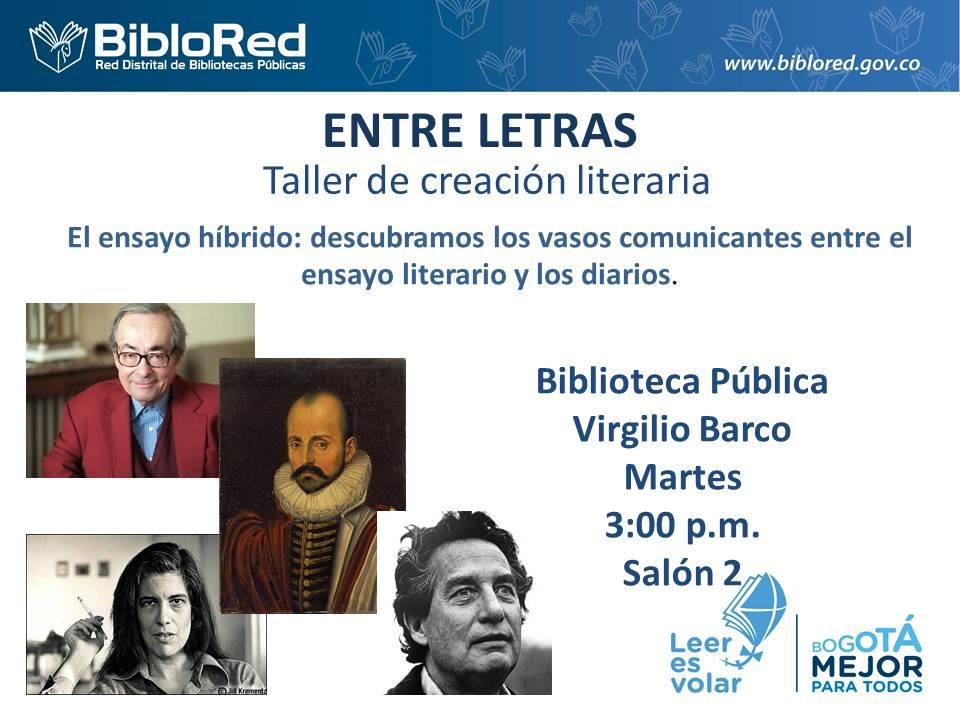 BibloRed
Red Distrital de Bibliotecas Públicas
www.biblored.gov.co
ENTRE LETRAS
Taller de creación literaria
El ensayo híbrido: descubramos los vasos comunicantes entre el
ensayo literario y los diarios.
Biblioteca Pública
Virgilio Barco
Martes
3:00 p.m.
Salón 2
© Jill Krementz
Leer
es
volar
BOGOTÁ
MEJOR
PARA TODOS